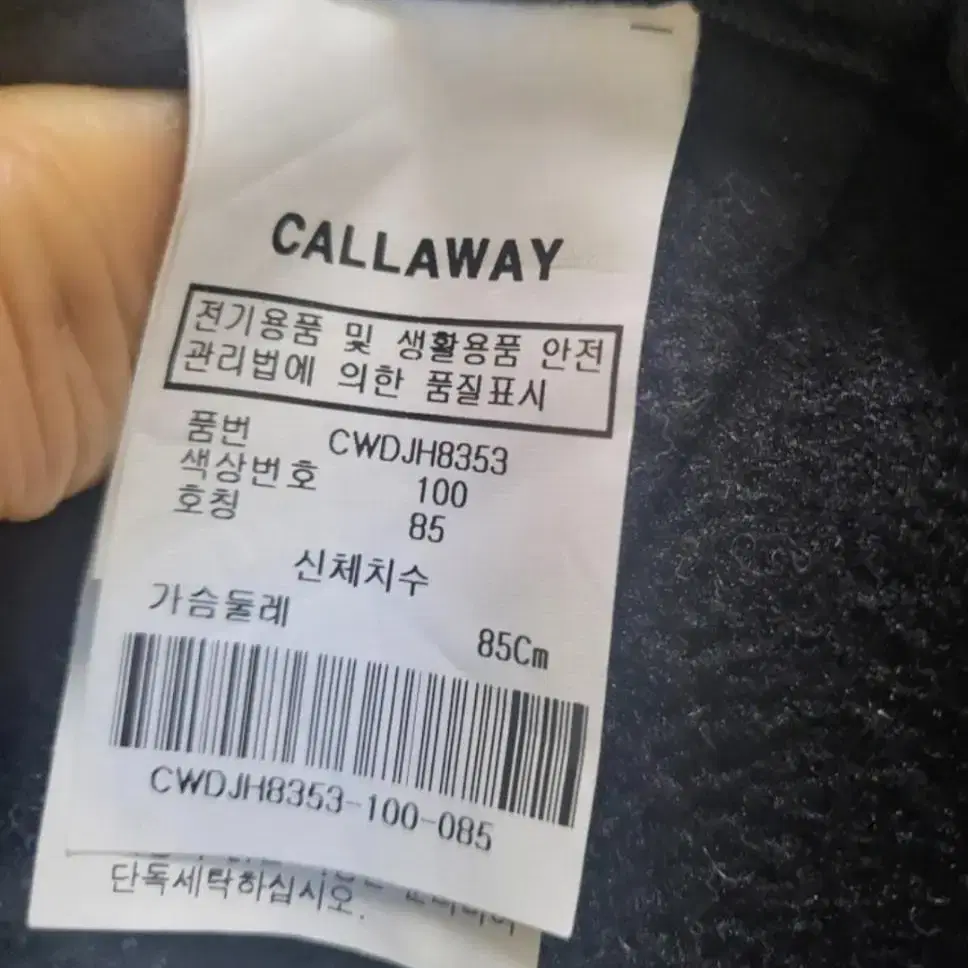 CALLAWAY
전기용품 및 생활용품 안전
관리법에 의한 품질표시
품번 CWDJH8353
색상번호 100
호칭 85
신체치수
가슴둘레 85Cm
CWDJH8353-100-085
단독세탁하십시오.